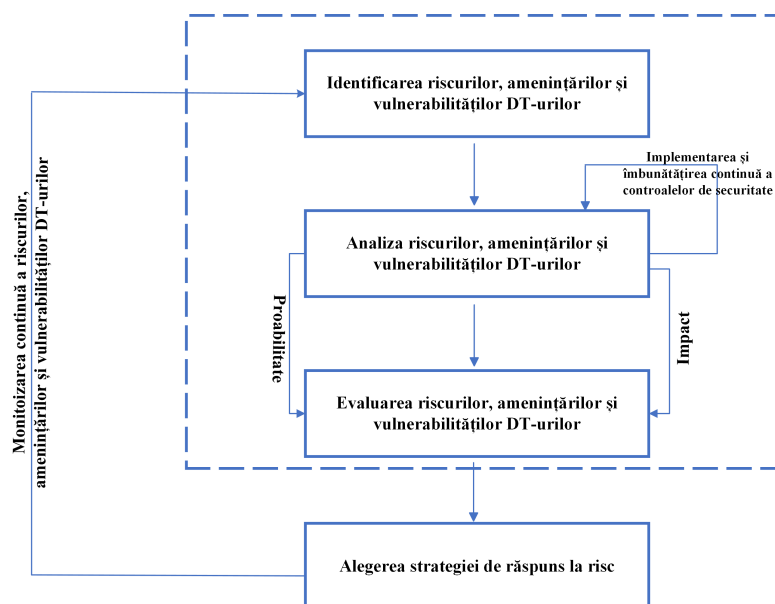 Identificarea riscurilor, amenințărilor și
vulnerabilităților DT-urilor
Implementarea și
îmbunătățirea continuă a
controalelor de securitate
Analiza riscurilor, amenințărilor și
vulnerabilităților DT-urilor
Proabilitate
Impact
Evaluarea riscurilor, amenințărilor și
vulnerabilităților DT-urilor
Alegerea strategiei de răspuns la risc
Monitoizarea continuă a riscurilor,
amenințărilor și vulnerabilităților DT-urilor